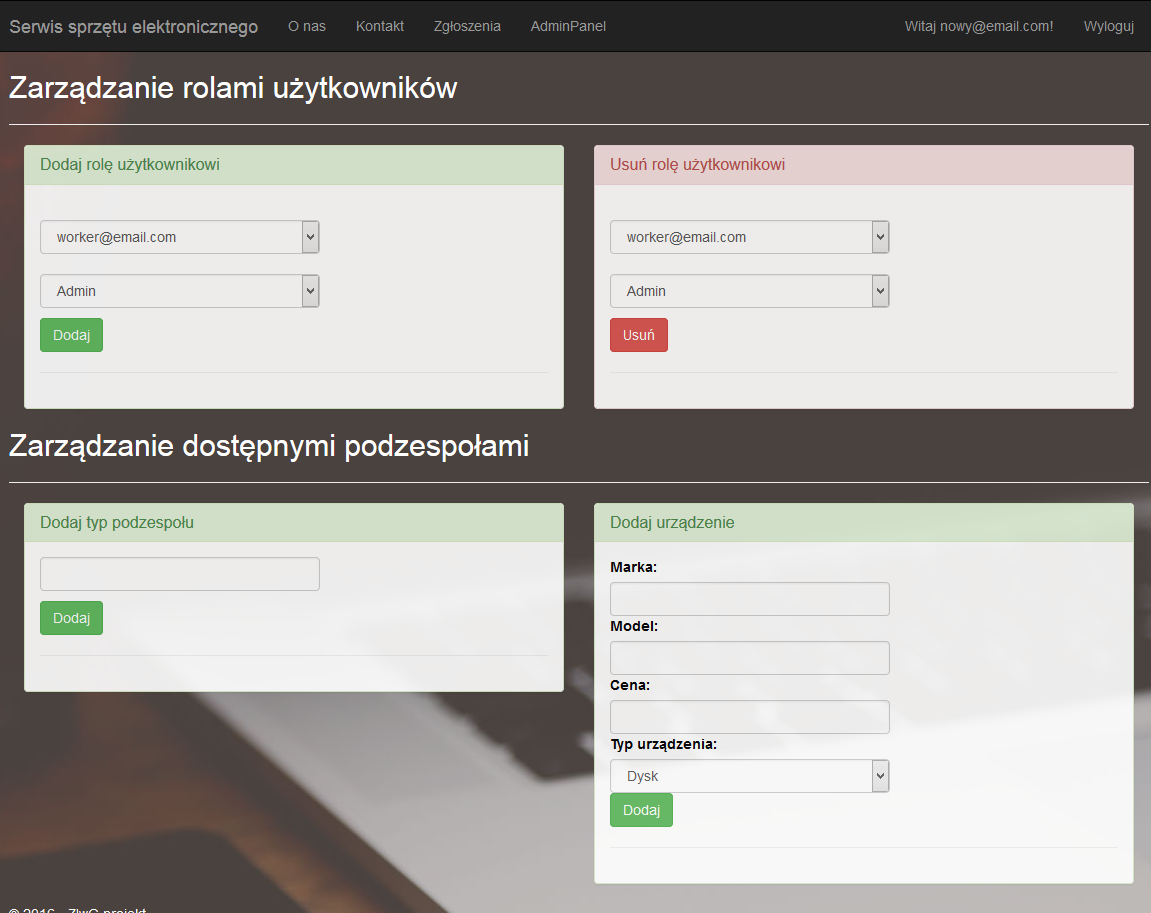 Serwis sprzętu elektronicznego O nas Kontakt Zgłoszenia AdminPanel Witaj nowy@email.com! Wyloguj
Zarządzanie rolami użytkowników
Dodaj rolę użytkownikowi
worker@email.com
Admin
Dodaj
Usuń rolę użytkownikowi
worker@email.com
Admin
Usuń
Zarządzanie dostępnymi podzespołami
Dodaj typ podzespołu
Dodaj
Dodaj urządzenie
Marka:
Model:
Cena:
Typ urządzenia:
Dysk
Dodaj
© 2016 - projekt